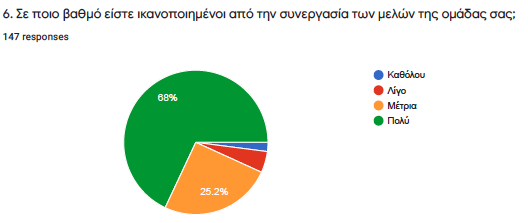 6. Σε ποιο βαθμό είστε ικανοποιημένοι από την συνεργασία των μελών της ομάδας σας;
147 responses
68%
25.2%
Καθόλου
Λίγο
Μέτρια
Πολύ